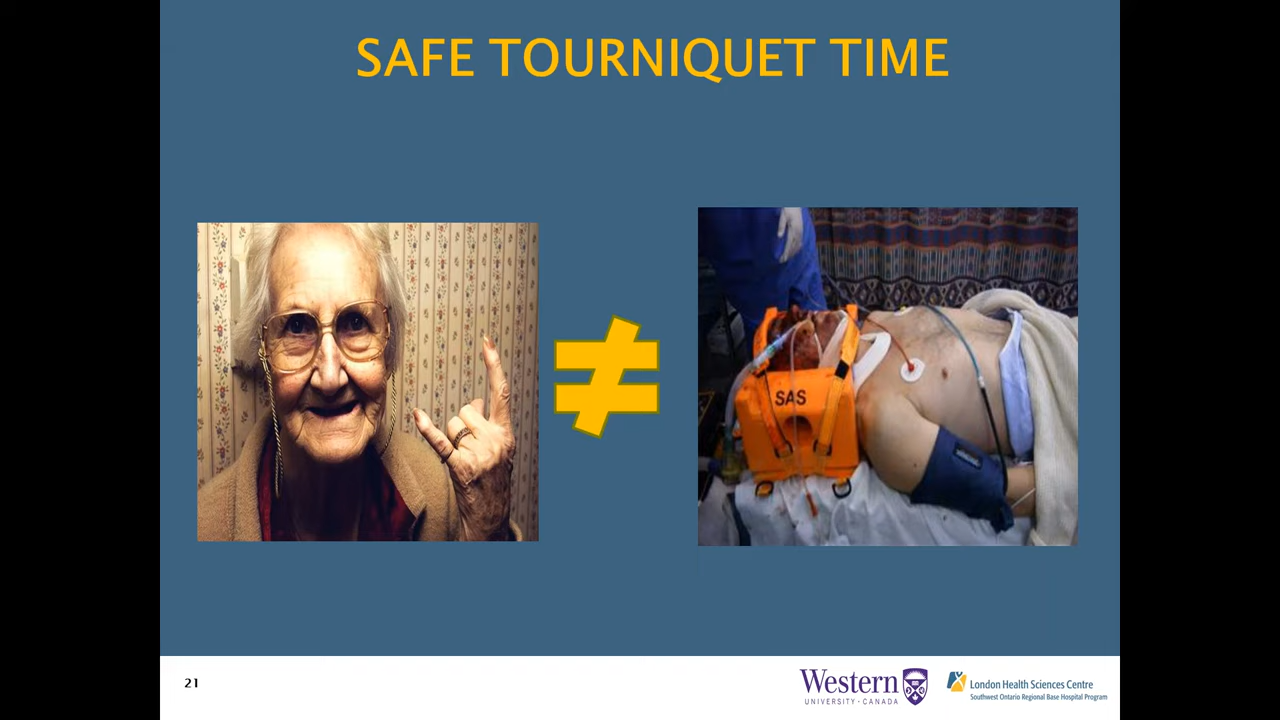 SAFE TOURNIQUET TIME
SAS
21
Western
UNIVERSITY · CANADA
London Health Sciences Centre
Southwest Ontario Regional Base Hospital Program